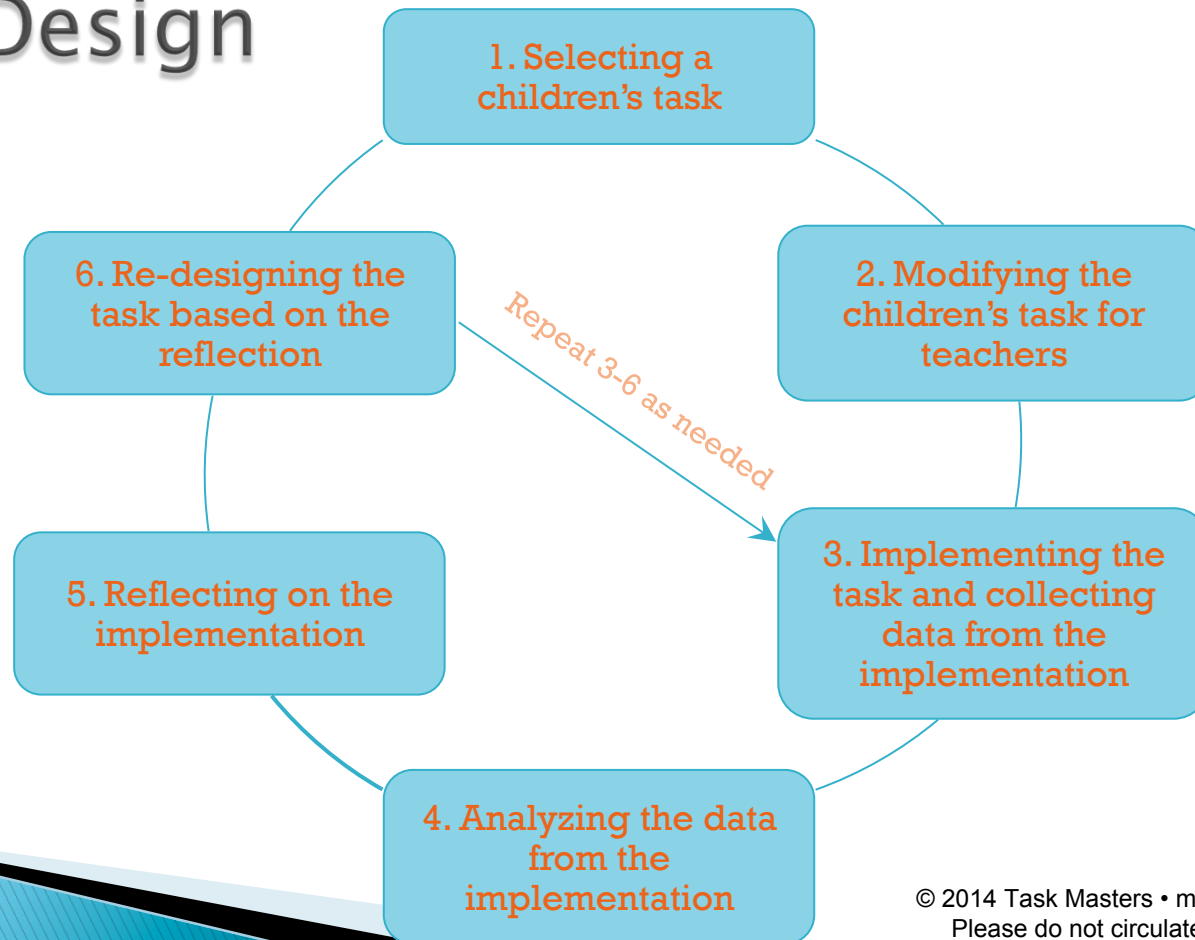 Design
1. Selecting a
children’s task
2. Modifying the
children’s task for
teachers
3. Implementing the
task and collecting
data from the
implementation
4. Analyzing the data
from the
implementation
5. Reflecting on the
implementation
6. Re-designing the
task based on the
reflection
Repeat 3-6 as needed
© 2014 Task Masters •
Please do not circulate